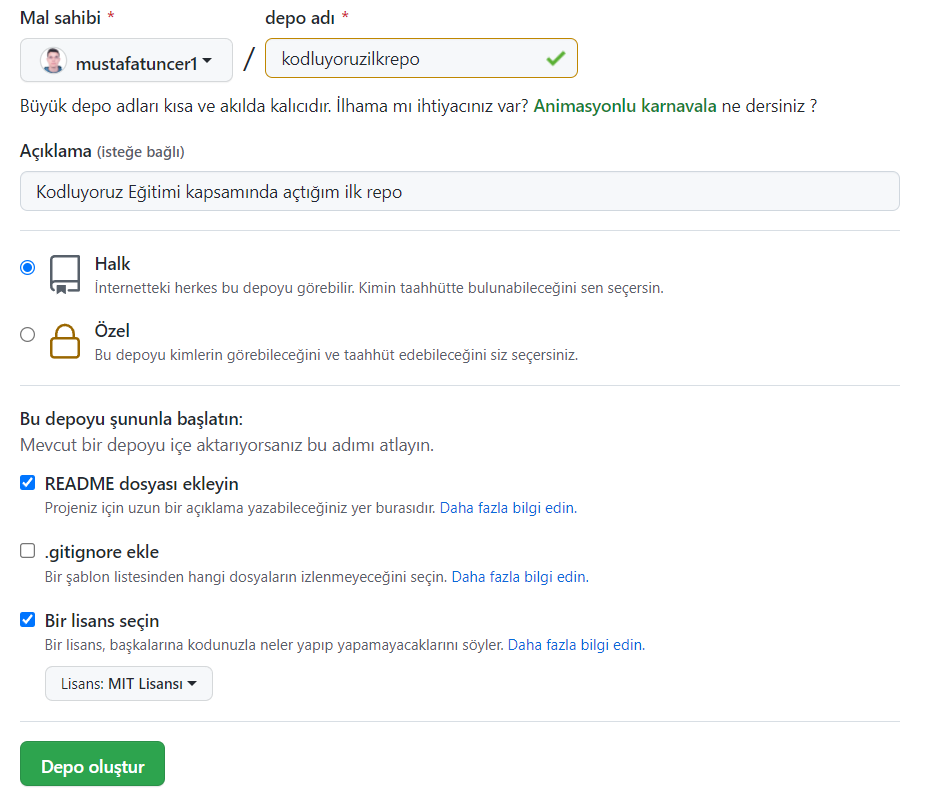 Mal sahibi *
depo adı *
mustafatuncer1
/
kodluyoruzilkrepo
Büyük depo adları kısa ve akılda kalıcıdır. İlhama mı ihtiyacınız var? Animasyonlu karnavala ne dersiniz ?
Açıklama (isteğe bağlı)
Kodluyoruz Eğitimi kapsamında açtığım ilk repo
Halk
İnternetteki herkes bu depoyu görebilir. Kimin taahhütte bulunabileceğini sen seçersin.
Özel
Bu depoyu kimlerin görebileceğini ve taahhüt edebileceğini siz seçersiniz.
Bu depoyu şununla başlatın:
Mevcut bir depoyu içe aktarıyorsanız bu adımı atlayın.
README dosyası ekleyin
Projeniz için uzun bir açıklama yazabileceğiniz yer burasıdır. Daha fazla bilgi edin.
.gitignore ekle
Bir şablon listesinden hangi dosyaların izlenmeyeceğini seçin. Daha fazla bilgi edin.
Bir lisans seçin
Bir lisans, başkalarına kodunuzla neler yapıp yapamayacaklarını söyler. Daha fazla bilgi edin.
Lisans: MIT Lisansı
Depo oluştur